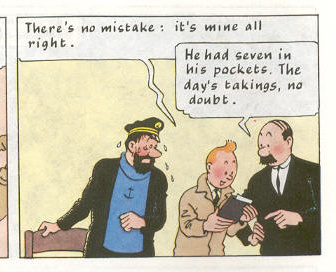 There's no mistake : it's mine all
right .
He had seven in
his pockets. The
day's takings, no
doubt .